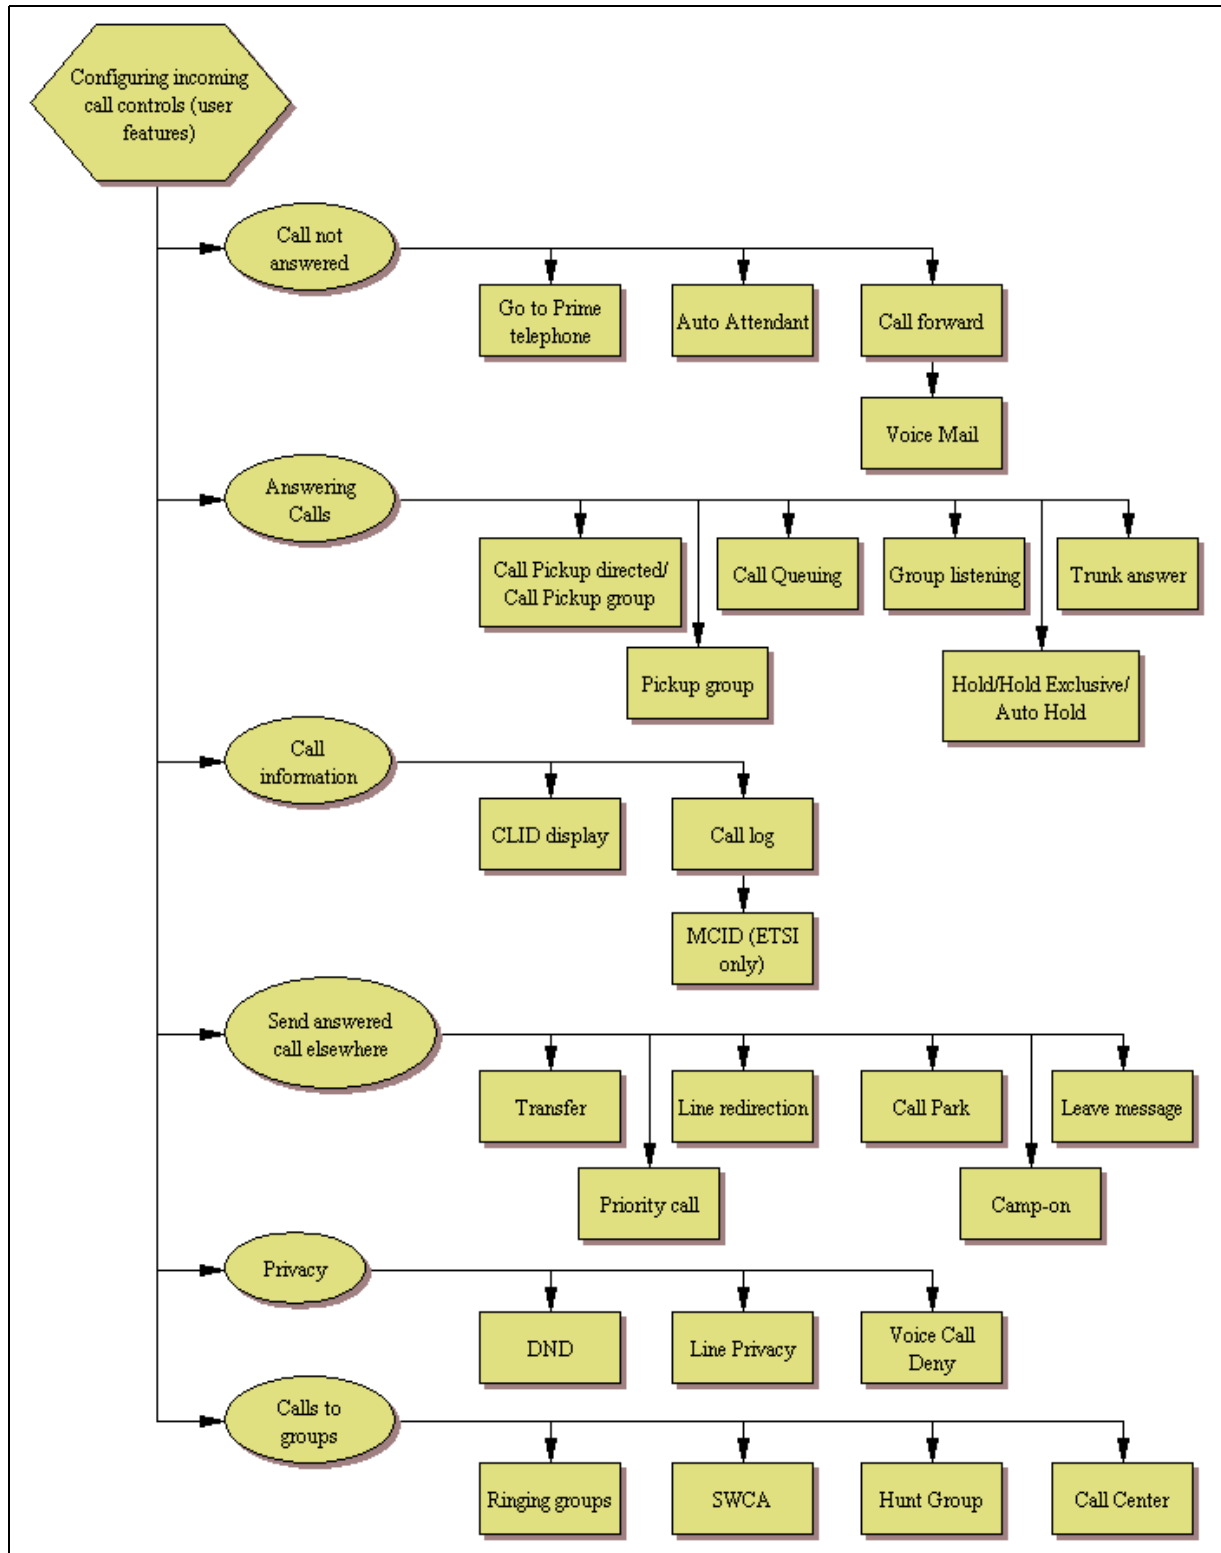 Configuring incoming
call controls (user
features)
Call not
answered
Go to Prime
telephone
Auto Attendant
Call forward
Voice Mail
Answering
Calls
Call Pickup directed/
Call Pickup group
Call Queuing
Group listening
Trunk answer
Pickup group
Hold/Hold Exclusive/
Auto Hold
Call
information
CLID display
Call log
MCID (ETSI
only)
Send answered
call elsewhere
Transfer
Line redirection
Call Park
Leave message
Priority call
Camp-on
Privacy
DND
Line Privacy
Voice Call
Deny
Calls to
groups
Ringing groups
SWCA
Hunt Group
Call Center